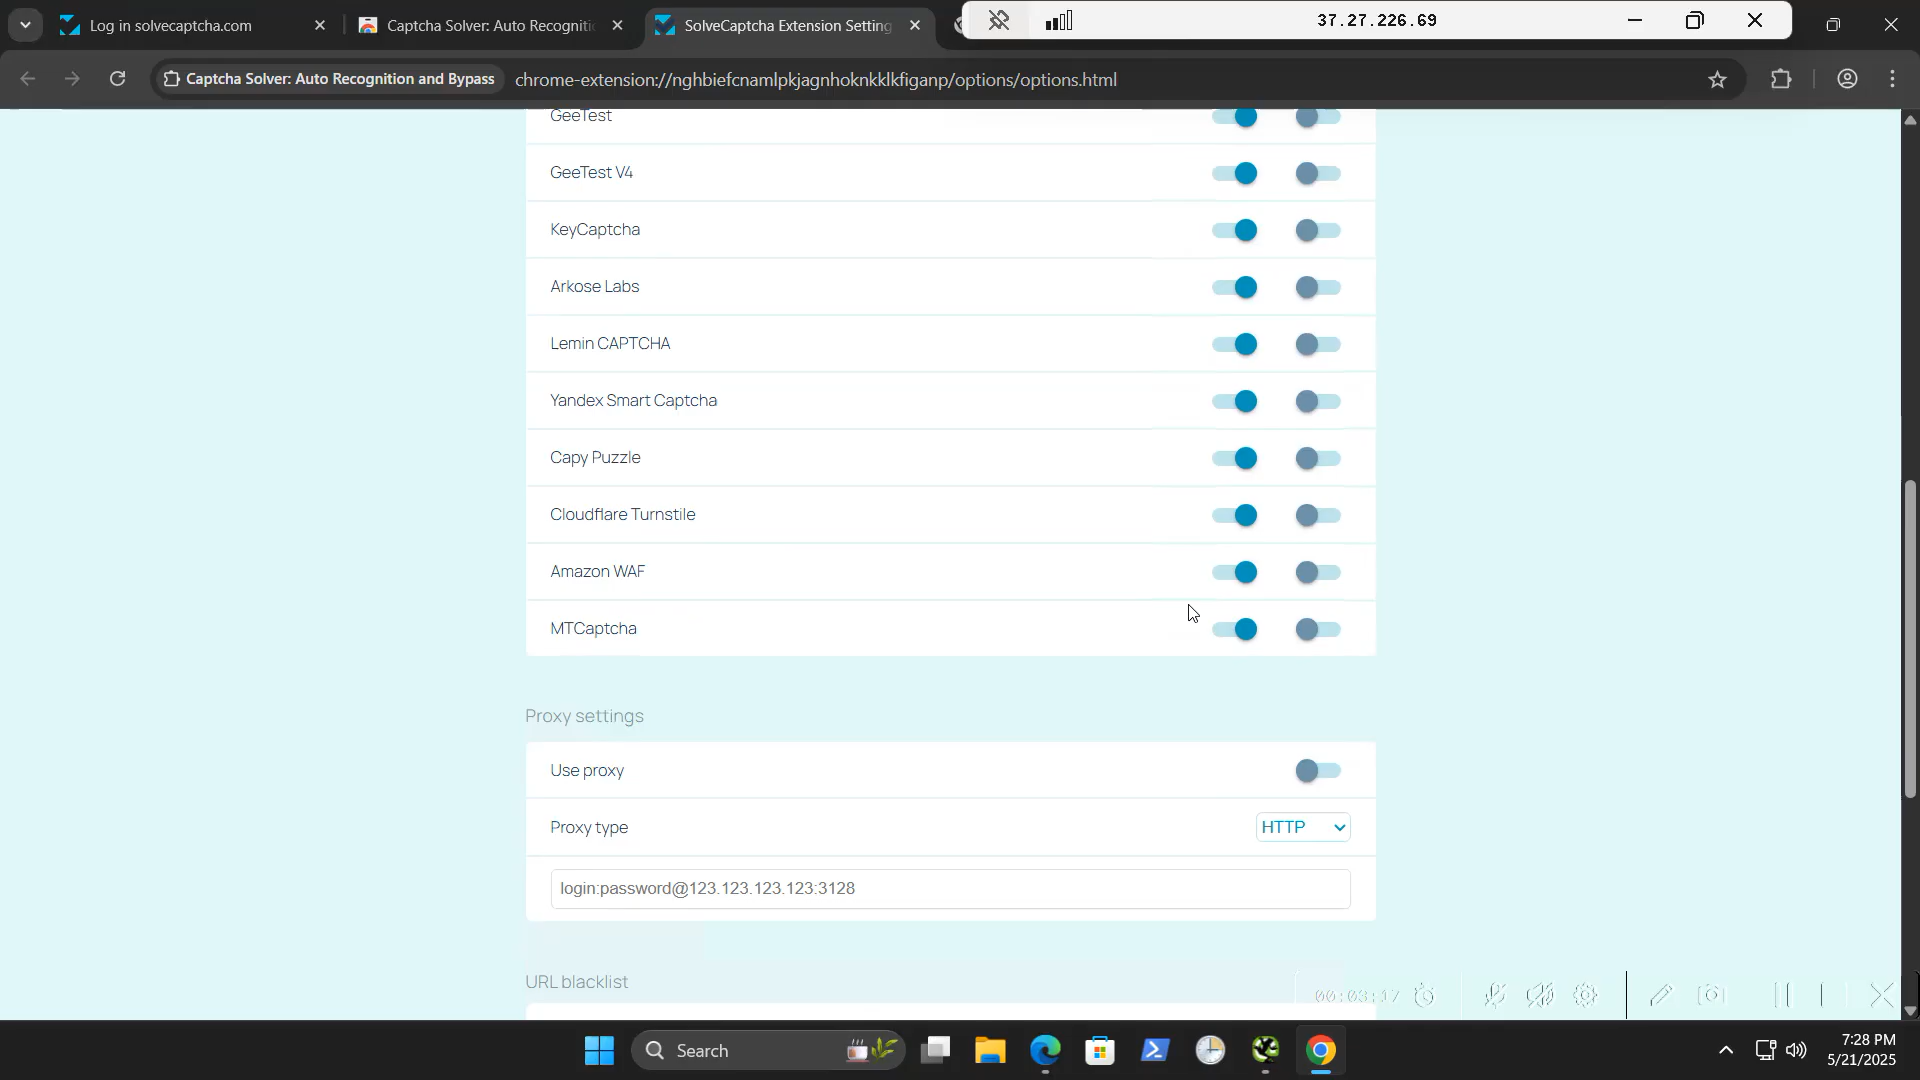 Log in solvecaptcha.com
Captcha Solver: Auto Recogniti
SolveCaptcha Extension Setting
37.27.226.69
Captcha Solver: Auto Recognition and Bypass
chrome-extension://nghbiefcnamlpkjagnhoknkklkfiganp/options/options.html
GeeTest
GeeTest V4
KeyCaptcha
Arkose Labs
Lemin CAPTCHA
Yandex Smart Captcha
Capy Puzzle
Cloudflare Turnstile
Amazon WAF
MTCaptcha
Proxy settings
Use proxy
Proxy type
HTTP
login:password@123.123.123.123:3128
URL blacklist
00:03:17
Search
7:28 PM
5/21/2025